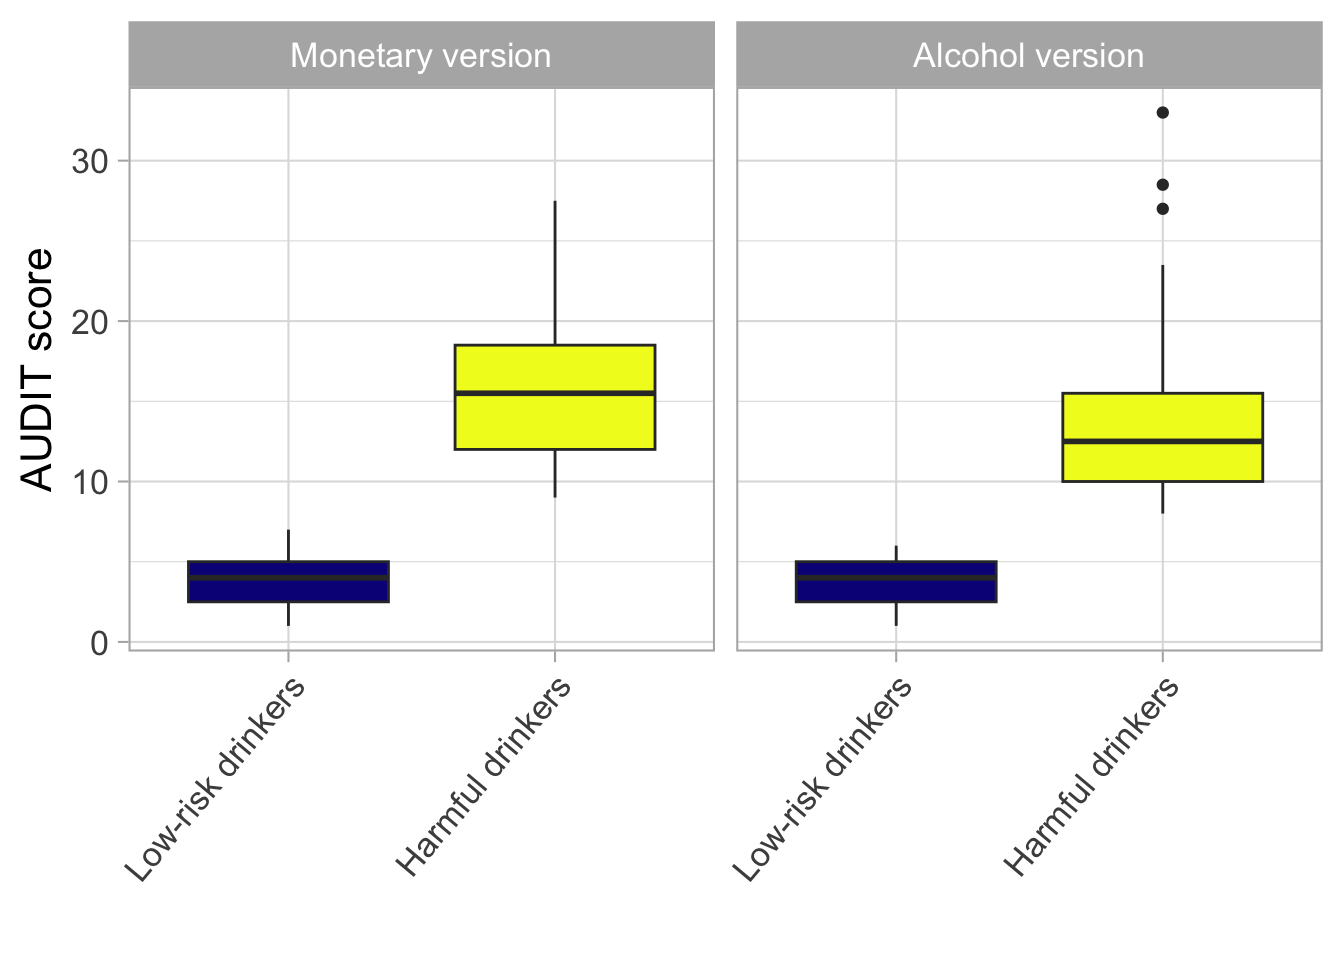 Monetary version
Alcohol version
AUDIT score
30
20
10
0
Low-risk drinkers
Harmful drinkers
Low-risk drinkers
Harmful drinkers